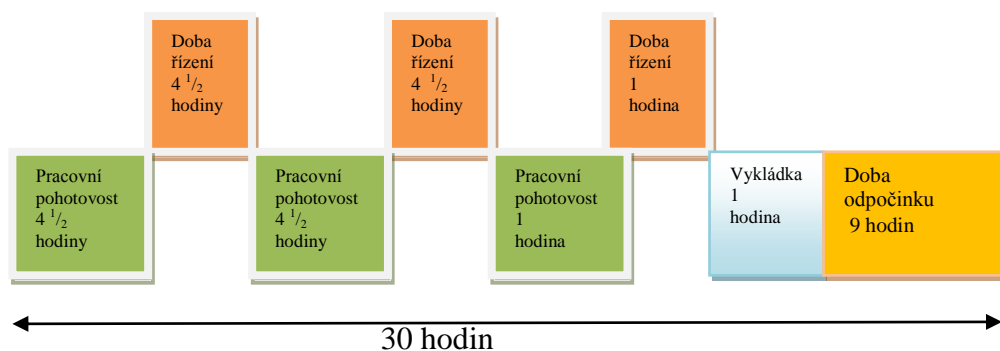 Doba
řízení
4 1/2
hodiny
Doba
řízení
4 1/2
hodiny
Doba
řízení
1
hodina
Pracovní
pohotovost
4 1/2
hodiny
Pracovní
pohotovost
4 1/2
hodiny
Pracovní
pohotovost
1
hodina
Vykládka
1
hodina
Doba
odpočinku
9 hodin
30 hodin